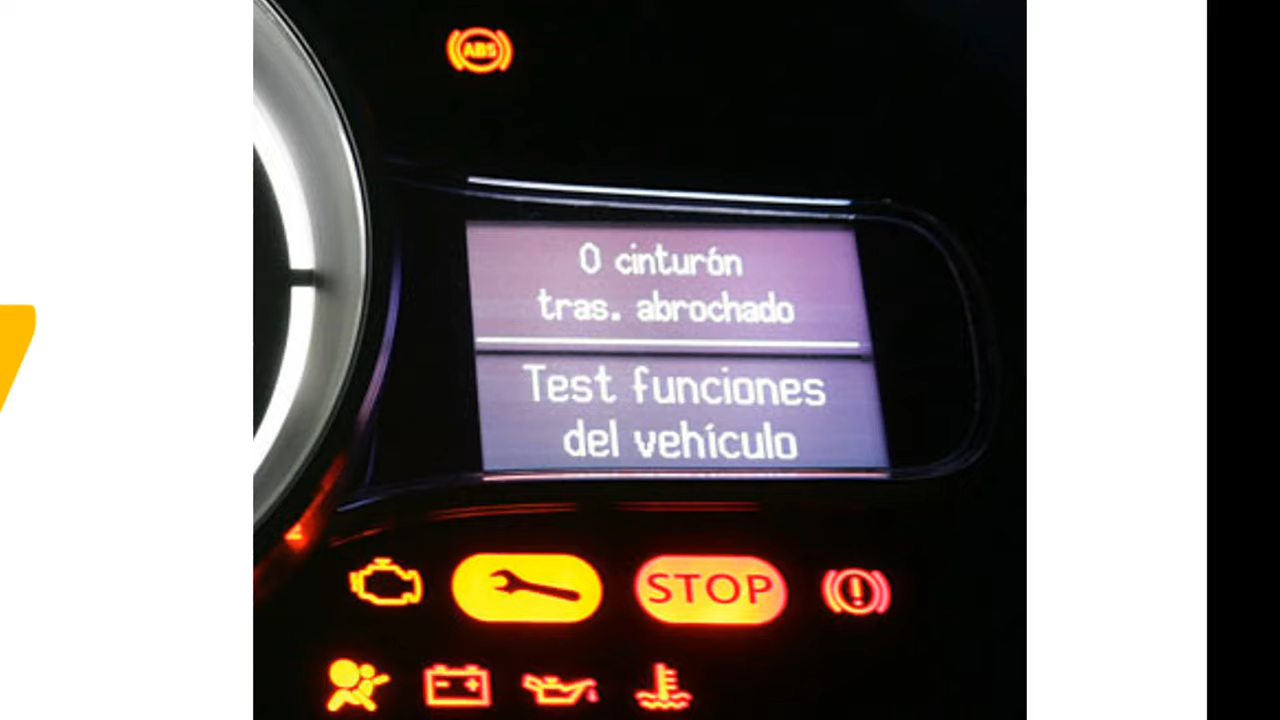 ABS
0 cinturón
tras. abrochado
Test funciones
del vehículo
STOP